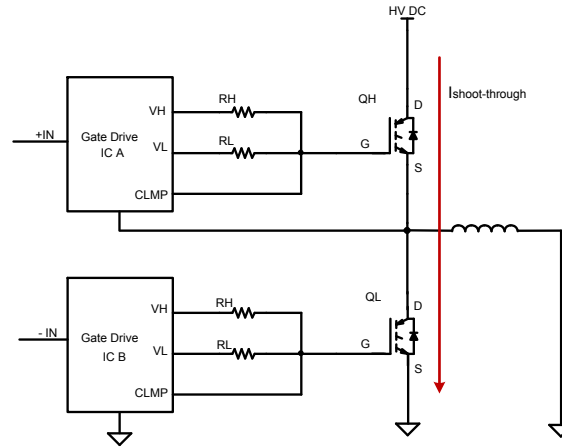 HV DC
Ishoot-through
RH
QH
D
VH
+IN
Gate Drive
IC A
RL
VL
G
S
CLMP
RH
QL
D
VH
- IN
Gate Drive
IC B
RL
VL
G
S
CLMP